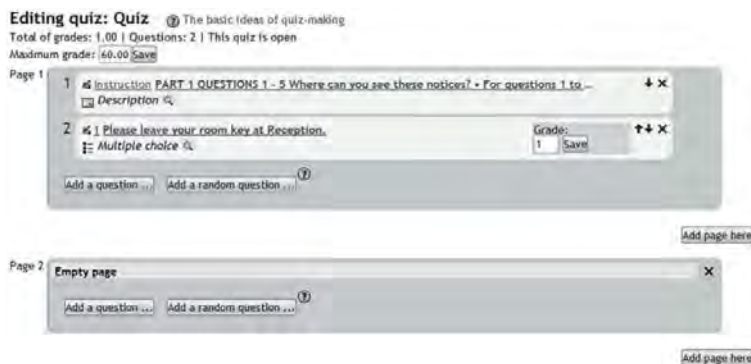 Editing quiz: Quiz The basic ideas of quiz-making
Total of grades: 1.00 | Questions: 2 | This quiz is open
Maximum grade: 60.00 Save
Page 1
1 Instruction PART 1 QUESTIONS 1 - 5 Where can you see these notices? • For questions 1 to ...
Description
2 1 Please leave your room key at Reception. Grade:
Multiple choice 1 Save
Add a question ... Add a random question ...
Add page here
Page 2 Empty page
Add a question ... Add a random question ...
Add page here